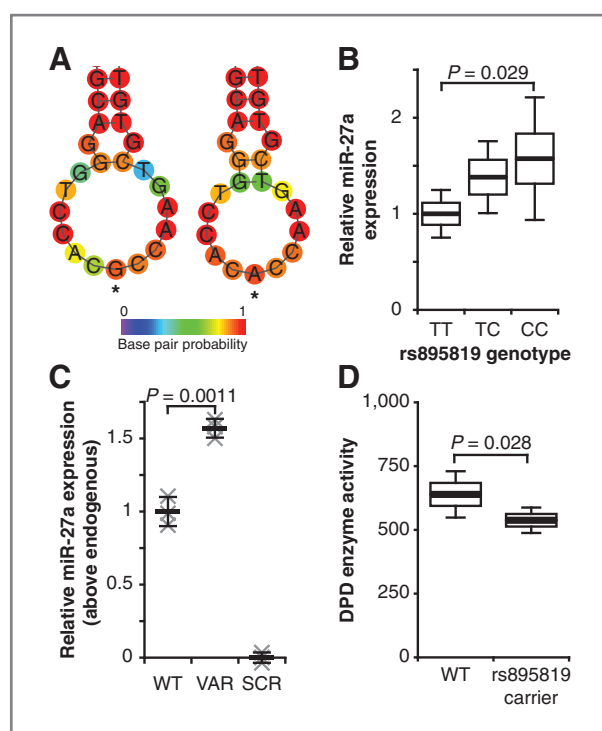 A
G T
C G
A T
G G
G C
G T
T G
C A
C A
A C
C G C
*
G T
C G
A T
G G
G C
G T
T A
C A
C C
A C
C A
*
0 1
Base pair probability
B
P = 0.029
Relative miR-27a
expression
2
1
0
TT TC CC
rs895819 genotype
C
P = 0.0011
Relative miR-27a expression
(above endogenous)
1.5
1
0.5
0
WT VAR SCR
D
P = 0.028
DPD enzyme activity
1,000
750
500
250
0
WT rs895819
carrier